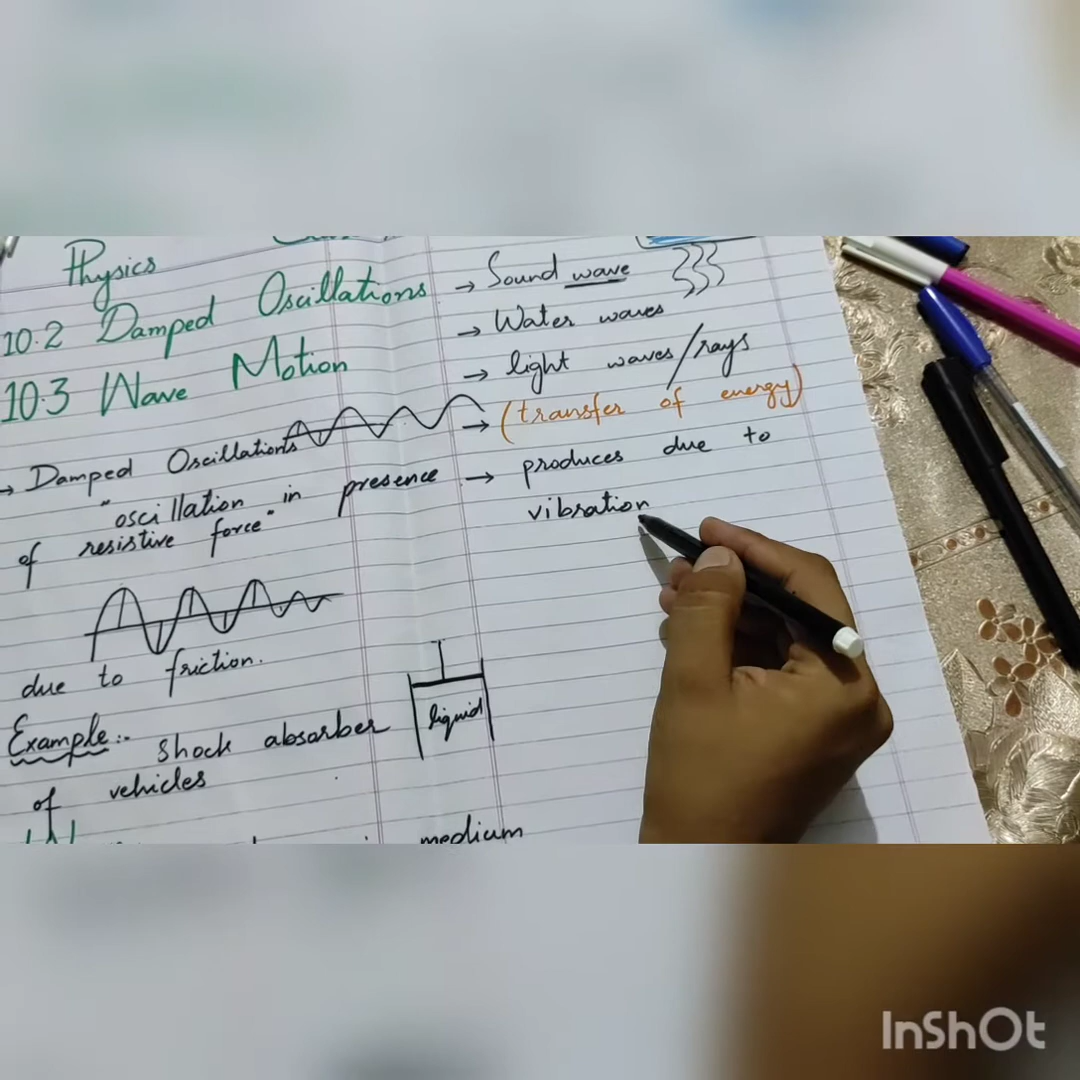 Physics
10.2 Damped Oscillations
10.3 Wave Motion
→ Damped Oscillations
"oscillation in presence
of resistive force"
due to friction.
Example:-
Shock absorber
of vehicles
liquid
medium
→ Sound wave
→ Water waves
→ light waves/rays
→ (transfer of energy)
→ produces due to
vibration
InShOt